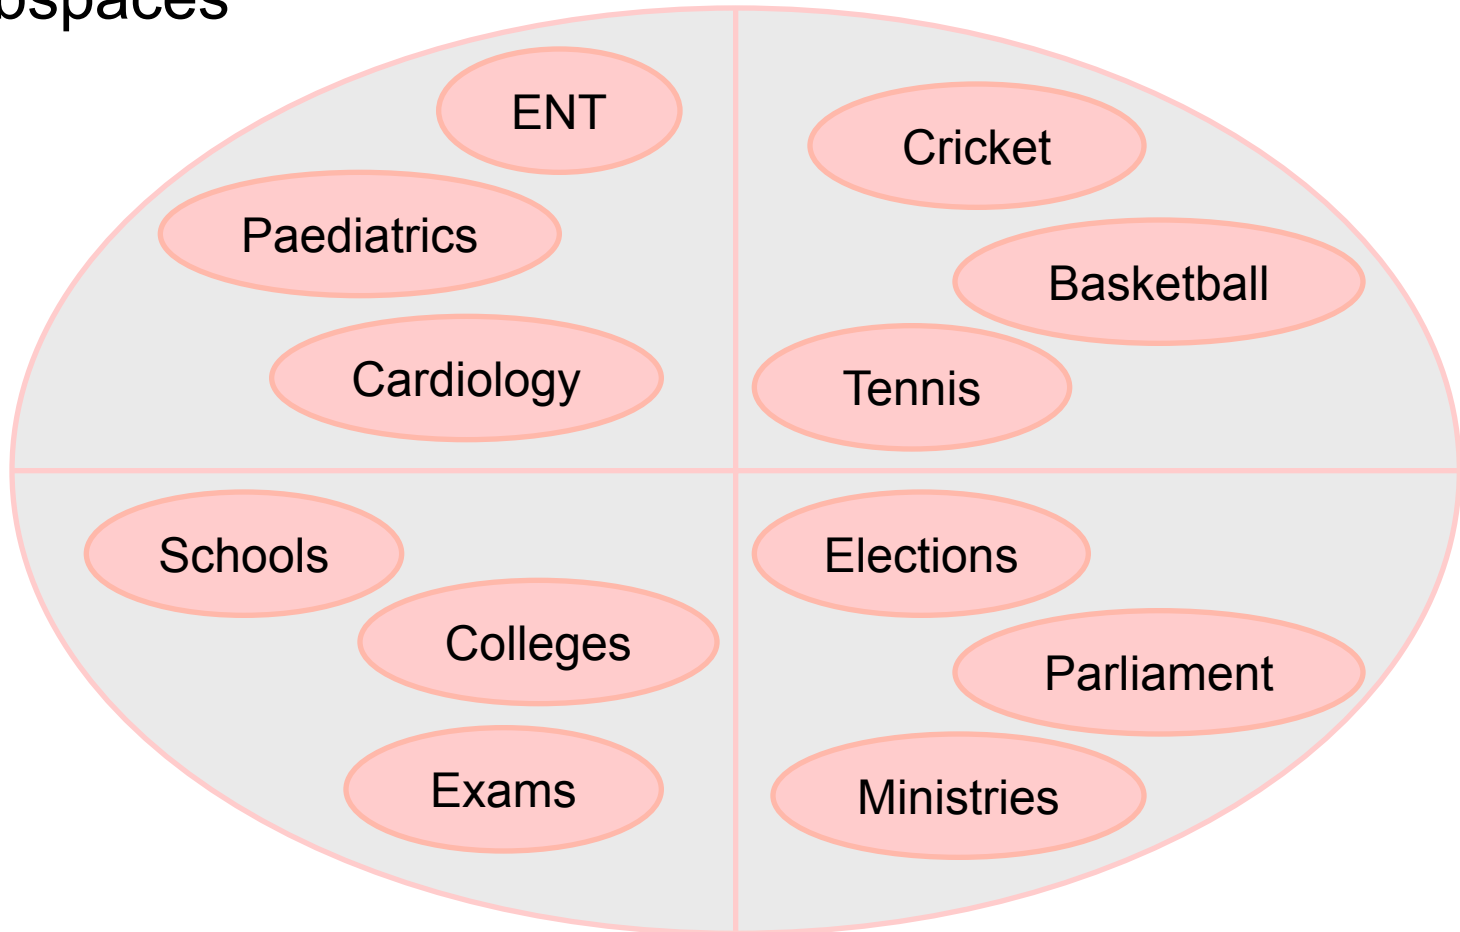 ENT
Cricket
Paediatrics
Basketball
Cardiology
Tennis
Schools
Elections
Colleges
Parliament
Exams
Ministries